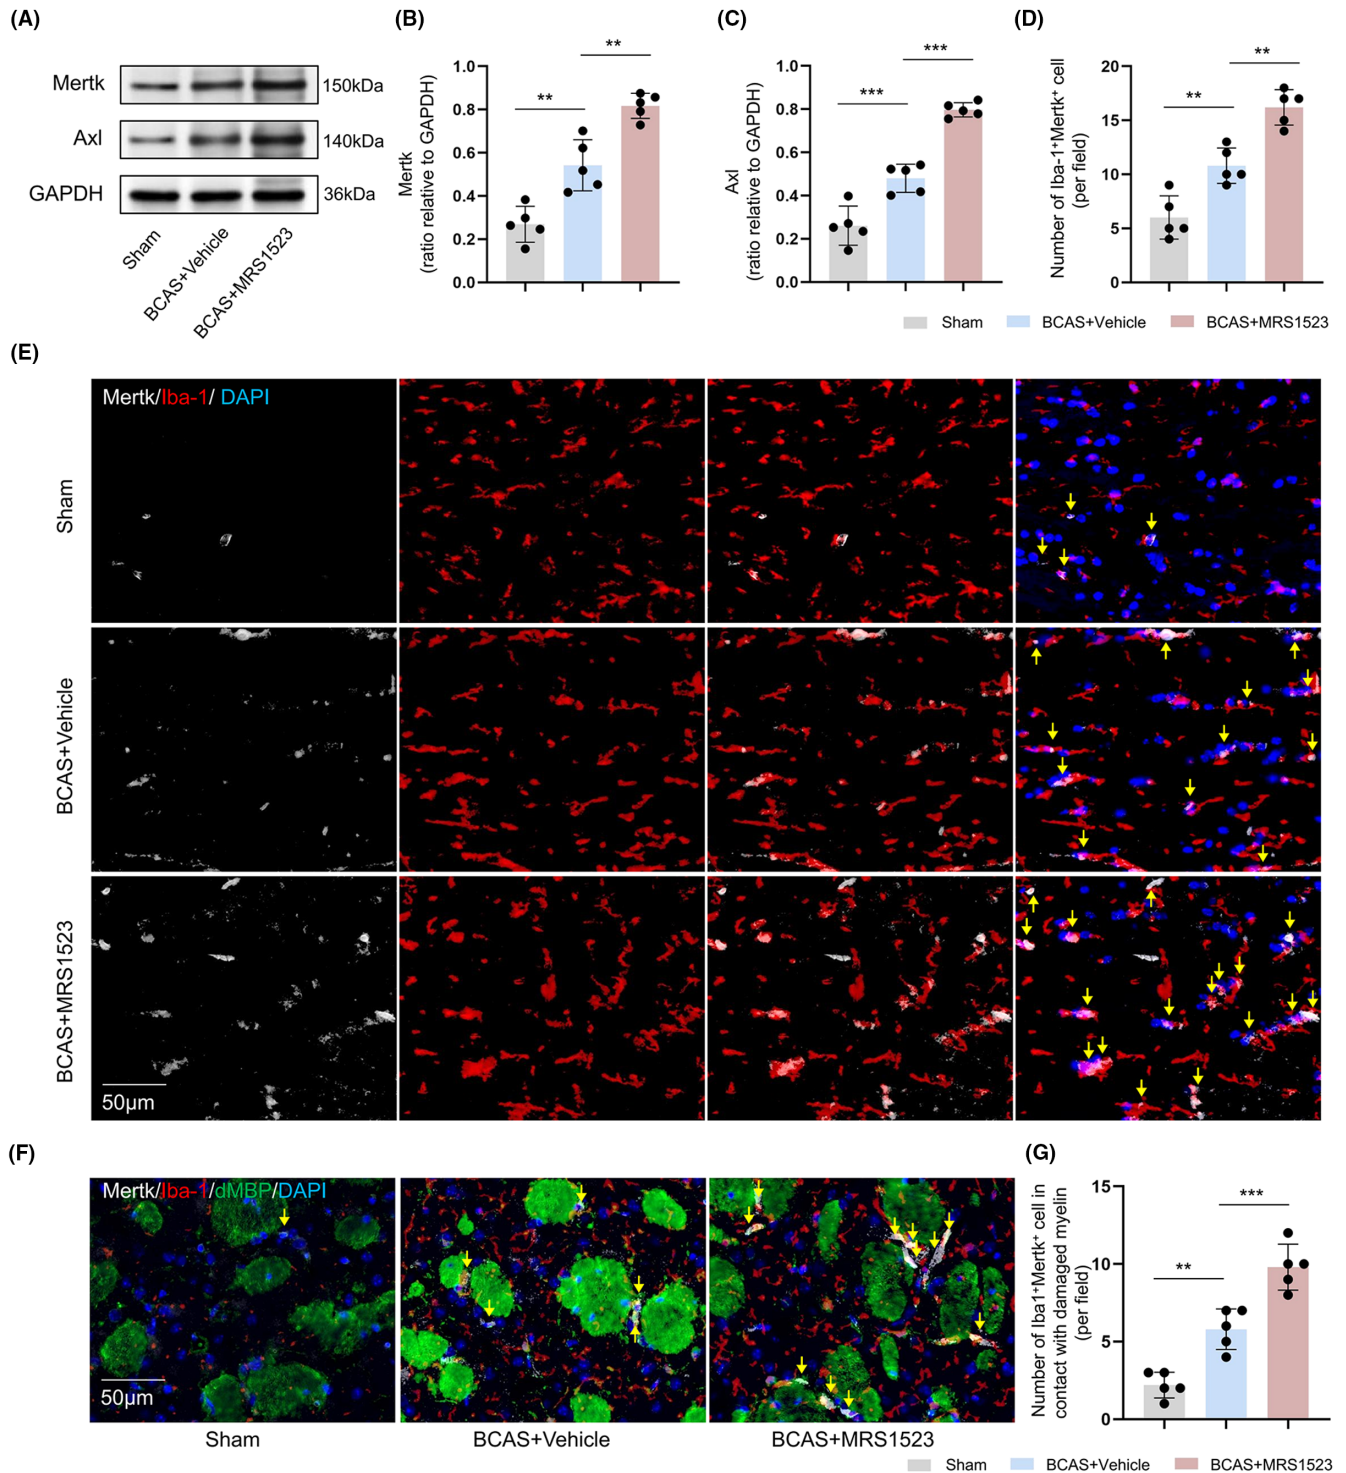 (A)
Mertk
150kDa
Axl
140kDa
GAPDH
36kDa
Sham
BCAS+Vehicle
BCAS+MRS1523
(B)
Mertk
(ratio relative to GAPDH)
1.0
0.8
0.6
0.4
0.2
0.0
**
**
(C)
Axl
(ratio relative to GAPDH)
1.0
0.8
0.6
0.4
0.2
0.0
***
***
(D)
Number of Iba-1⁺Mertk⁺ cell
(per field)
20
15
10
5
0
**
**
Sham
BCAS+Vehicle
BCAS+MRS1523
(E)
Mertk/Iba-1/ DAPI
Sham
BCAS+Vehicle
BCAS+MRS1523
50μm
(F)
Mertk/Iba-1/dMBP/DAPI
50μm
Sham
BCAS+Vehicle
BCAS+MRS1523
(G)
Number of Iba1⁺Mertk⁺ cell in
contact with damaged myelin
(per field)
15
10
5
0
**
***
Sham
BCAS+Vehicle
BCAS+MRS1523